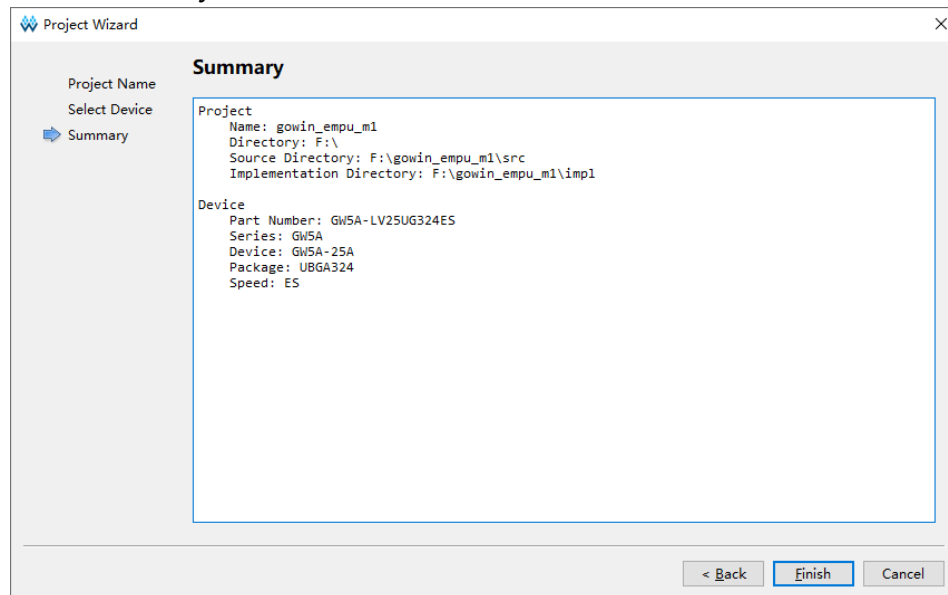 Project Wizard
Project Name
Select Device
Summary
Summary
Project
Name: gowin_empu_m1
Directory: F:\
Source Directory: F:\gowin_empu_m1\src
Implementation Directory: F:\gowin_empu_m1\impl
Device
Part Number: GW5A-LV25UG324ES
Series: GW5A
Device: GW5A-25A
Package: UBGA324
Speed: ES
< Back
Finish
Cancel